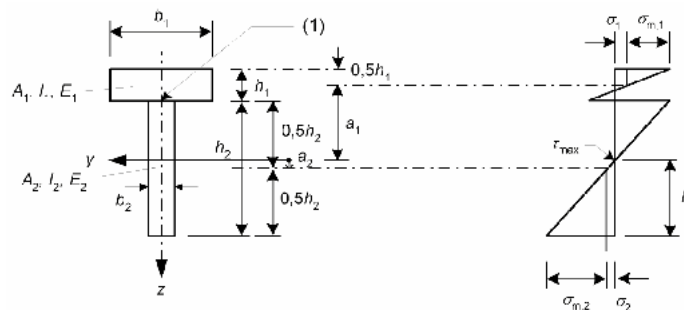 b₁
(1)
σ₁
σm,1
0,5h₁
A₁, I₁, E₁
h₁
a₁
0,5h₂
h₂
y
a₂
τmax
A₂, I₂, E₂
b₂
0,5h₂
z
σm,2
σ₂